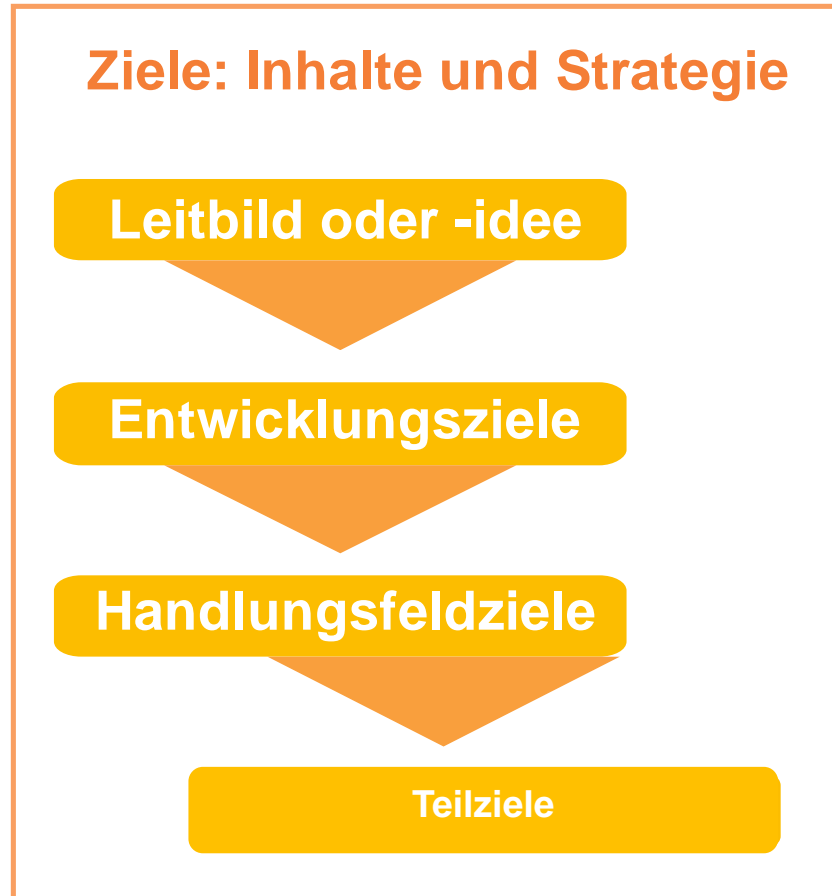 Ziele: Inhalte und Strategie
Leitbild oder -idee
Entwicklungsziele
Handlungsfeldziele
Teilziele